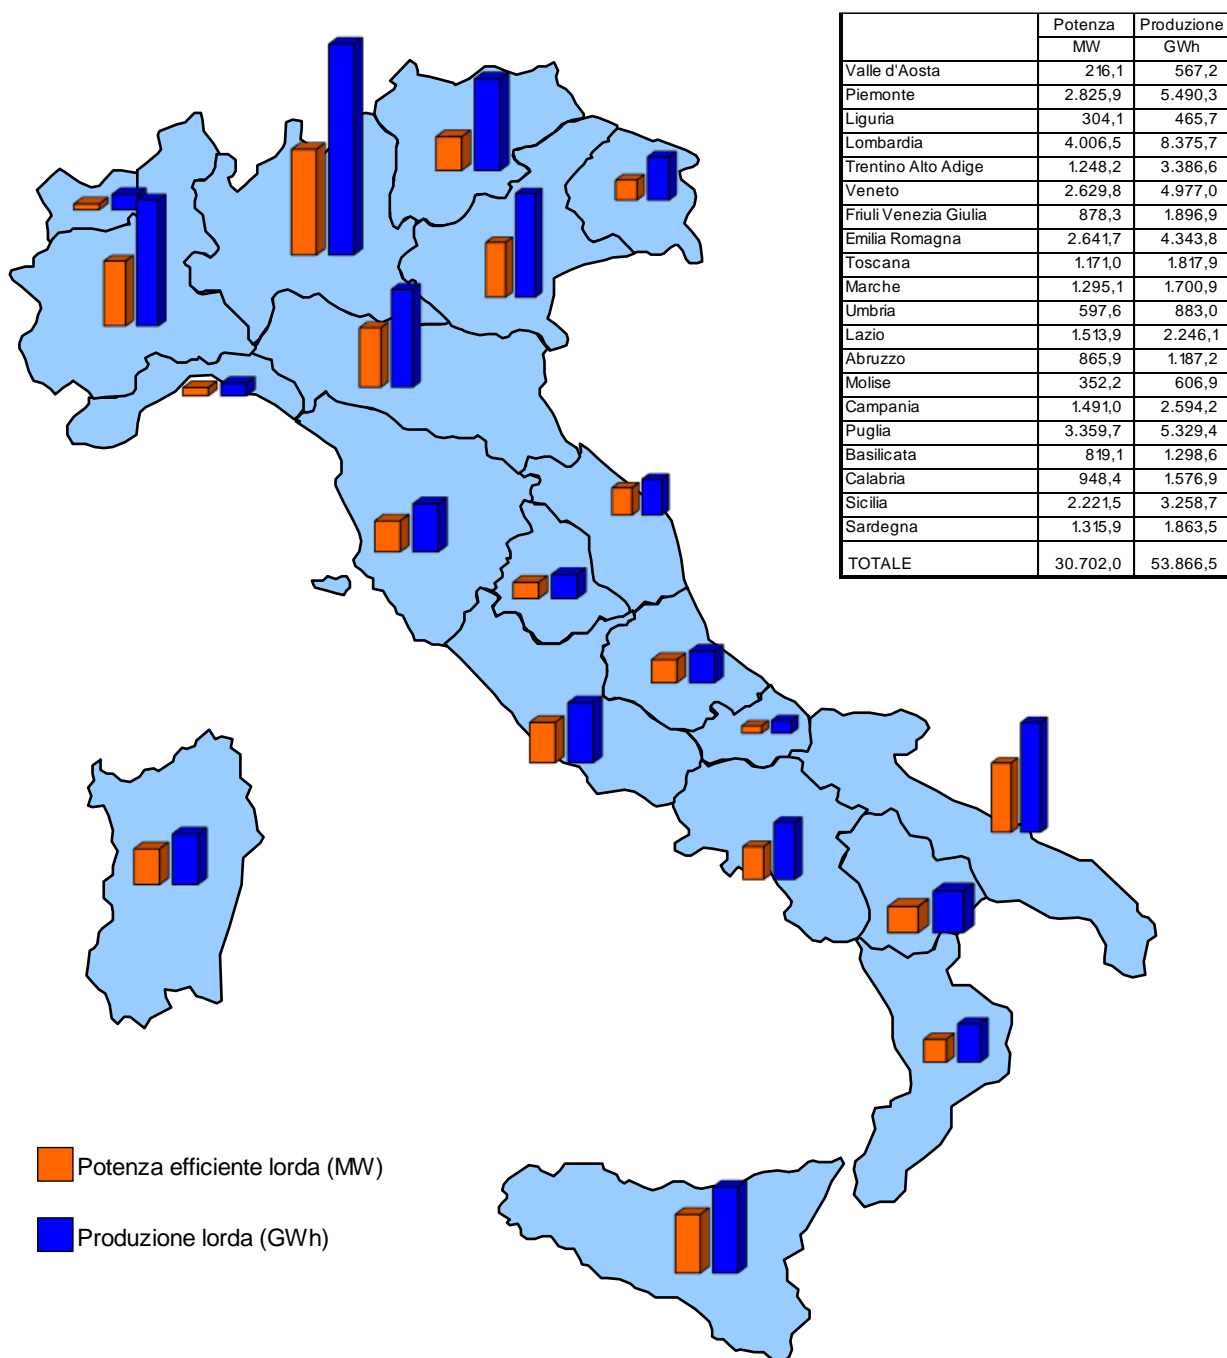 Potenza Produzione
MW GWh
Valle d'Aosta 216,1 567,2
Piemonte 2.825,9 5.490,3
Liguria 304,1 465,7
Lombardia 4.006,5 8.375,7
Trentino Alto Adige 1.248,2 3.386,6
Veneto 2.629,8 4.977,0
Friuli Venezia Giulia 878,3 1.896,9
Emilia Romagna 2.641,7 4.343,8
Toscana 1.171,0 1.817,9
Marche 1.295,1 1.700,9
Umbria 597,6 883,0
Lazio 1.513,9 2.246,1
Abruzzo 865,9 1.187,2
Molise 352,2 606,9
Campania 1.491,0 2.594,2
Puglia 3.359,7 5.329,4
Basilicata 819,1 1.298,6
Calabria 948,4 1.576,9
Sicilia 2.221,5 3.258,7
Sardegna 1.315,9 1.863,5
TOTALE 30.702,0 53.866,5
Potenza efficiente lorda (MW)
Produzione lorda (GWh)